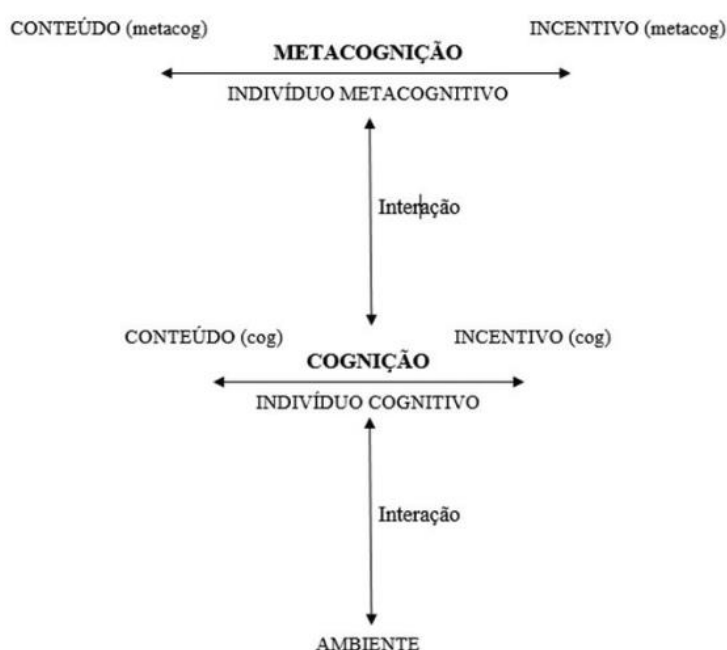 CONTEÚDO (metacog) INCENTIVO (metacog)
METACOGNIÇÃO
INDIVÍDUO METACOGNITIVO
Interação
CONTEÚDO (cog) INCENTIVO (cog)
COGNIÇÃO
INDIVÍDUO COGNITIVO
Interação
AMBIENTE